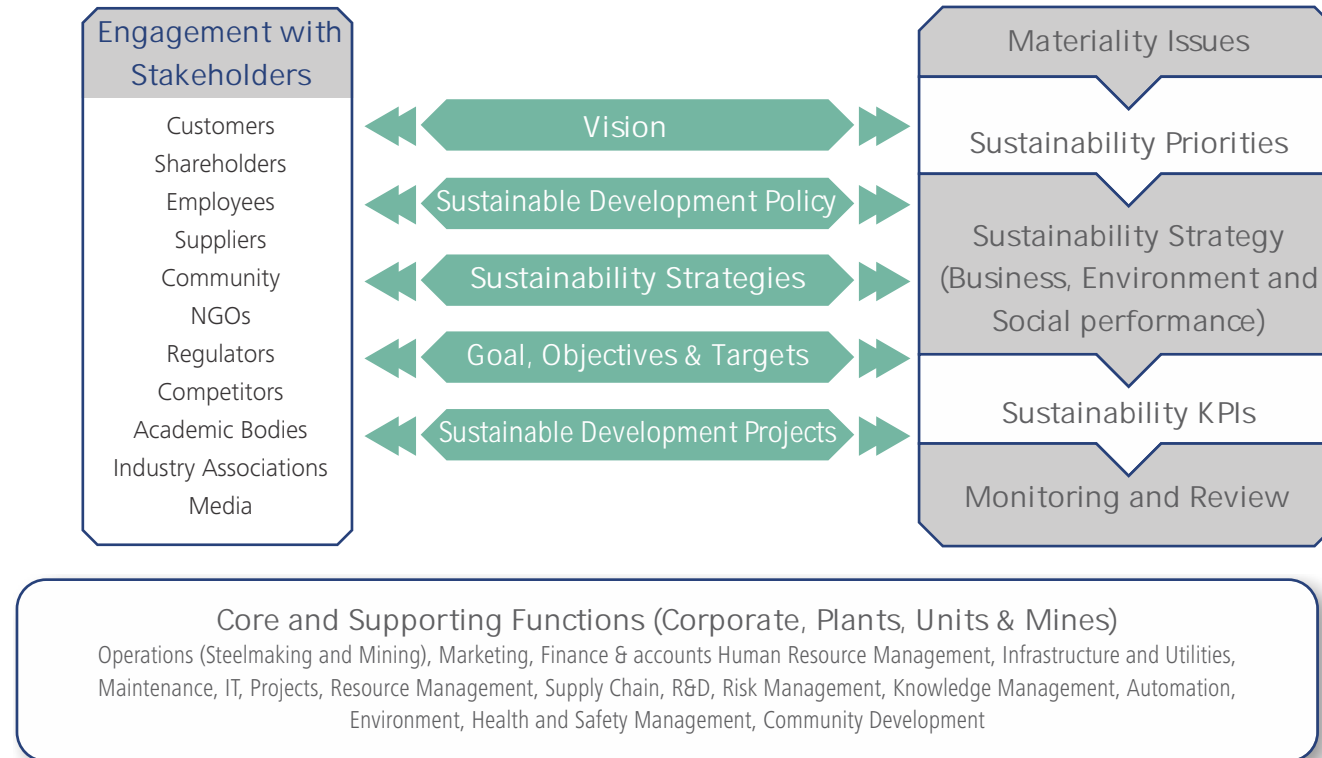 Engagement with
Stakeholders
Customers
Shareholders
Employees
Suppliers
Community
NGOs
Regulators
Competitors
Academic Bodies
Industry Associations
Media
Vision
Sustainable Development Policy
Sustainability Strategies
Goal, Objectives & Targets
Sustainable Development Projects
Materiality Issues
Sustainability Priorities
Sustainability Strategy
(Business, Environment and
Social performance)
Sustainability KPIs
Monitoring and Review
Core and Supporting Functions (Corporate, Plants, Units & Mines)
Operations (Steelmaking and Mining), Marketing, Finance & accounts Human Resource Management, Infrastructure and Utilities,
Maintenance, IT, Projects, Resource Management, Supply Chain, R&D, Risk Management, Knowledge Management, Automation,
Environment, Health and Safety Management, Community Development